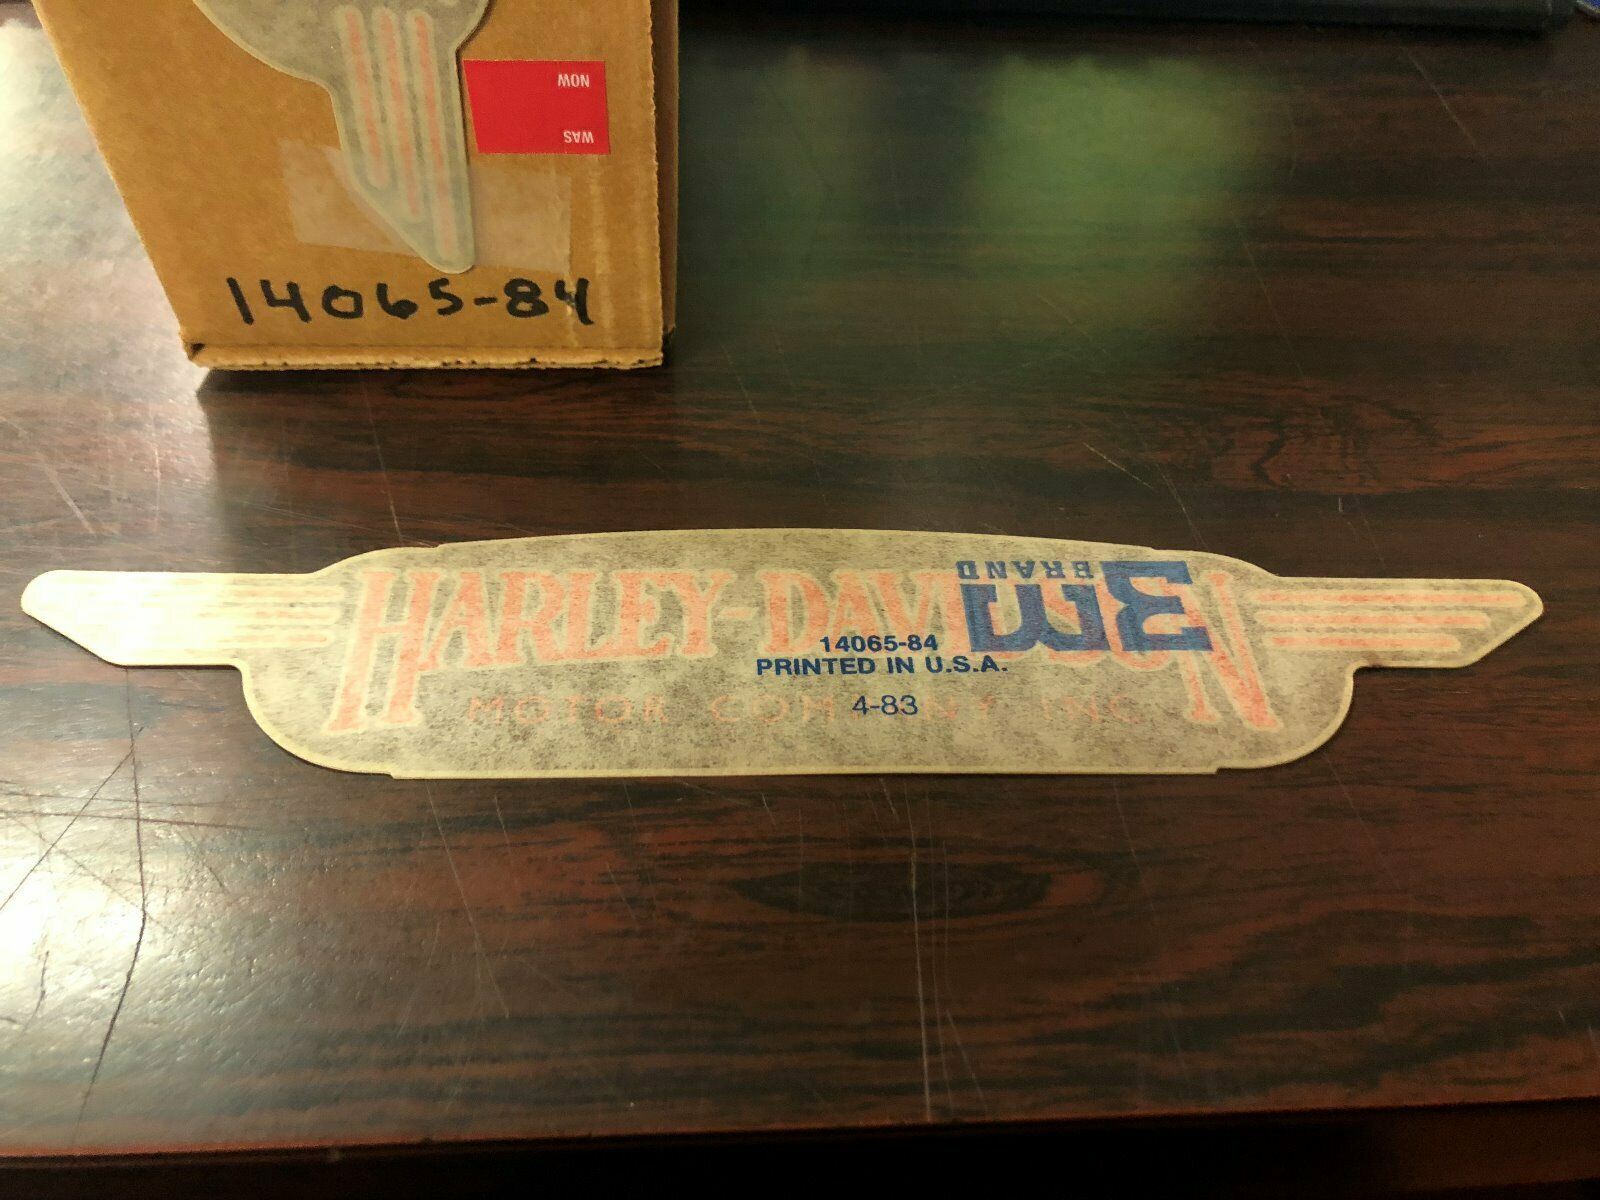 NOW
WAS
14065-84
HARLEY-DAVIDSON
3M
BRAND
14065-84
PRINTED IN U.S.A.
MOTOR COMPANY INC
4-83